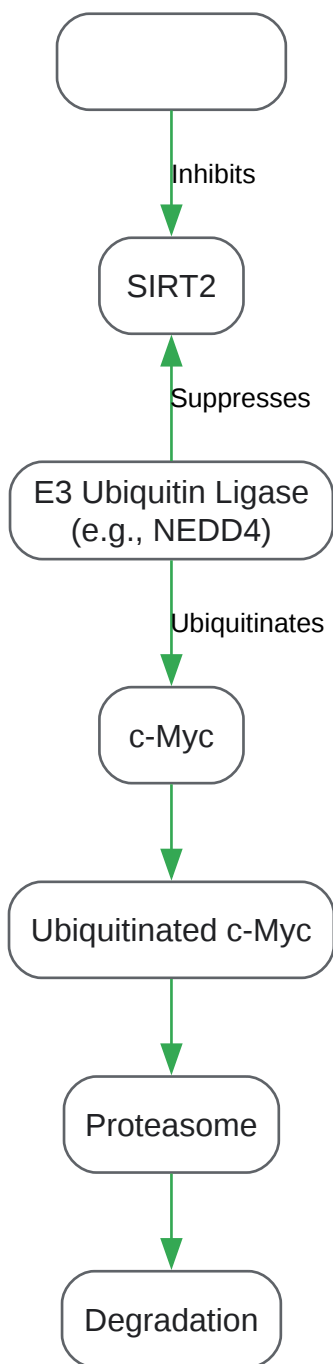 Inhibits
SIRT2
Suppresses
E3 Ubiquitin Ligase
(e.g., NEDD4)
Ubiquitinates
c-Myc
Ubiquitinated c-Myc
Proteasome
Degradation